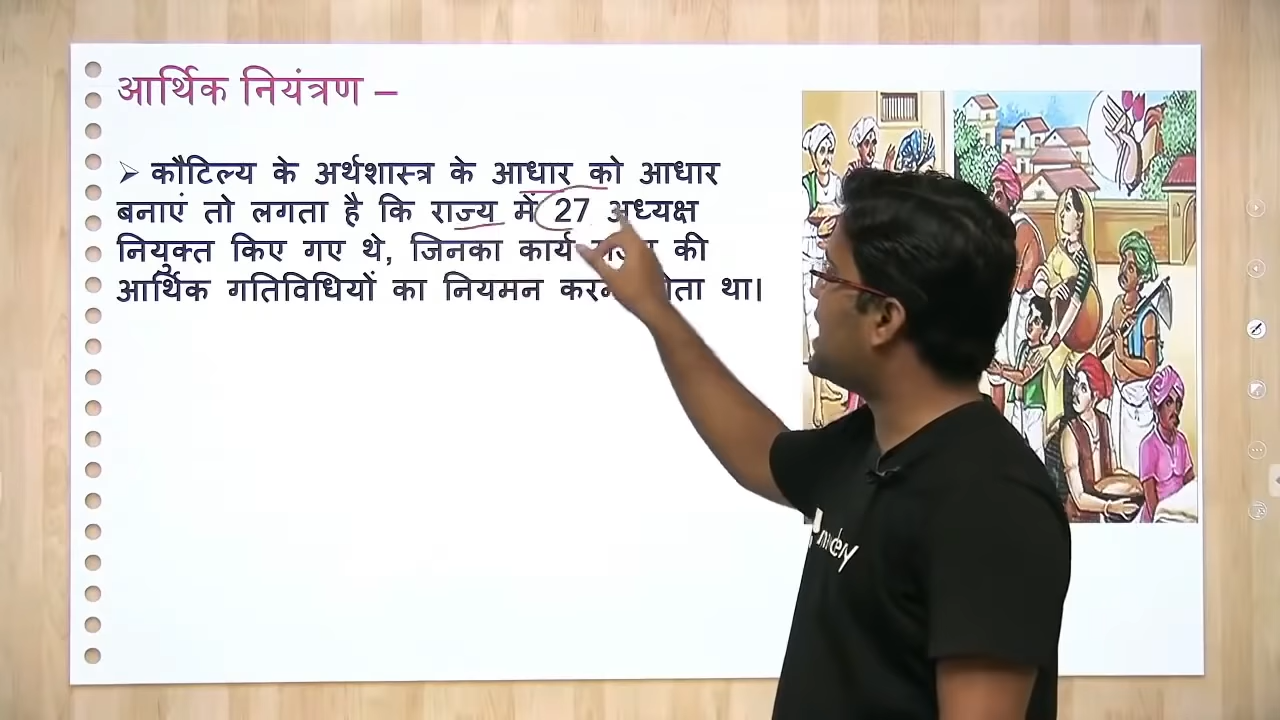 आर्थिक नियंत्रण –
➢ कौटिल्य के अर्थशास्त्र के आधार को आधार
बनाएं तो लगता है कि राज्य में 27 अध्यक्ष
नियुक्त किए गए थे, जिनका कार्य की
आर्थिक गतिविधियों का नियमन था।